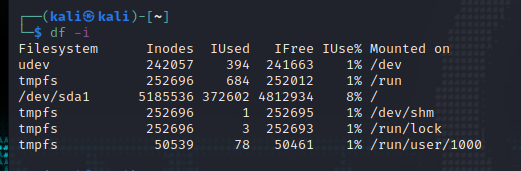 ┌──(kali㉿kali)-[~]
└─$ df -i
Filesystem      Inodes  IUsed   IFree IUse% Mounted on
udev            242057    394  241663    1% /dev
tmpfs           252696    684  252012    1% /run
/dev/sda1      5185536 372602 4812934    8% /
tmpfs           252696      1  252695    1% /dev/shm
tmpfs           252696      3  252693    1% /run/lock
tmpfs            50539     78   50461    1% /run/user/1000